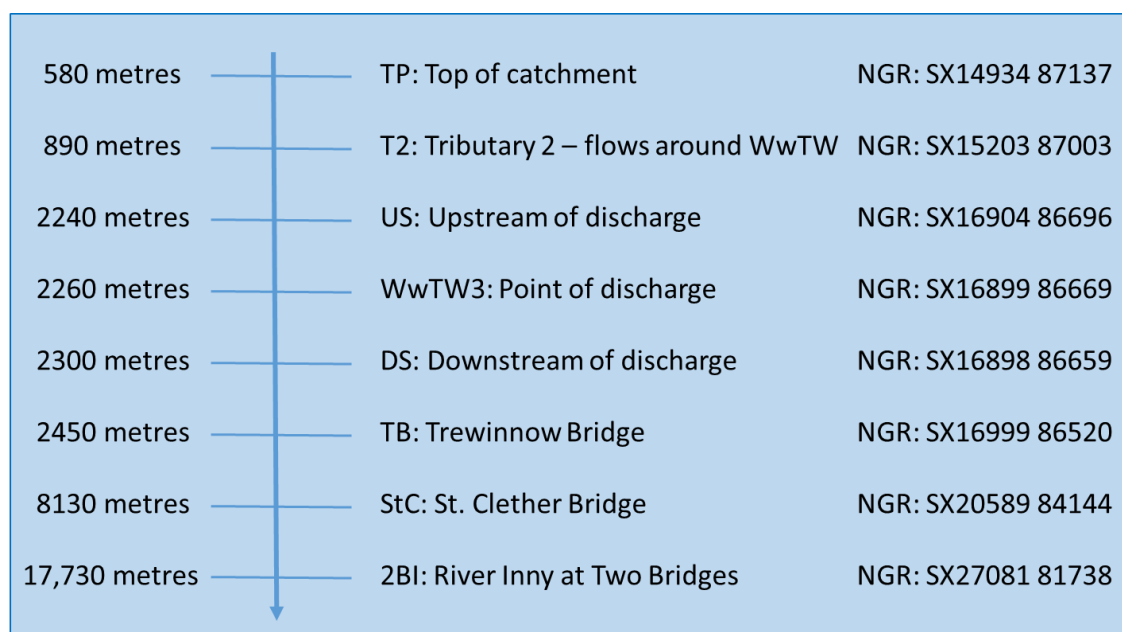 580 metres TP: Top of catchment NGR: SX14934 87137
890 metres T2: Tributary 2 – flows around WwTW NGR: SX15203 87003
2240 metres US: Upstream of discharge NGR: SX16904 86696
2260 metres WwTW3: Point of discharge NGR: SX16899 86669
2300 metres DS: Downstream of discharge NGR: SX16898 86659
2450 metres TB: Trewinnow Bridge NGR: SX16999 86520
8130 metres StC: St. Clether Bridge NGR: SX20589 84144
17,730 metres 2BI: River Inny at Two Bridges NGR: SX27081 81738